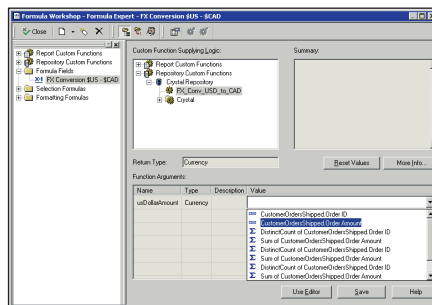 Formula Workshop - Formula Expert - FX Conversion $US - $CAD
Close
Report Custom Functions
Repository Custom Functions
Formula Fields
FX Conversion $US - $CAD
Selection Formulas
Formatting Formulas
Custom Function Supplying Logic:
Report Custom Functions
Repository Custom Functions
Crystal Repository
FX_Conv_USD_to_CAD
Crystal
Summary:
Return Type:
Currency
Reset Values
More Info...
Function Arguments:
Name Type Description Value
usDollarAmount Currency
CustomerOrdersShipped.Order ID
CustomerOrdersShipped.Order Amount
DistinctCount of CustomerOrdersShipped.Order ID
Sum of CustomerOrdersShipped.Order Amount
DistinctCount of CustomerOrdersShipped.Order ID
Sum of CustomerOrdersShipped.Order Amount
DistinctCount of CustomerOrdersShipped.Order ID
Sum of CustomerOrdersShipped.Order Amount
Use Editor
Save
Help